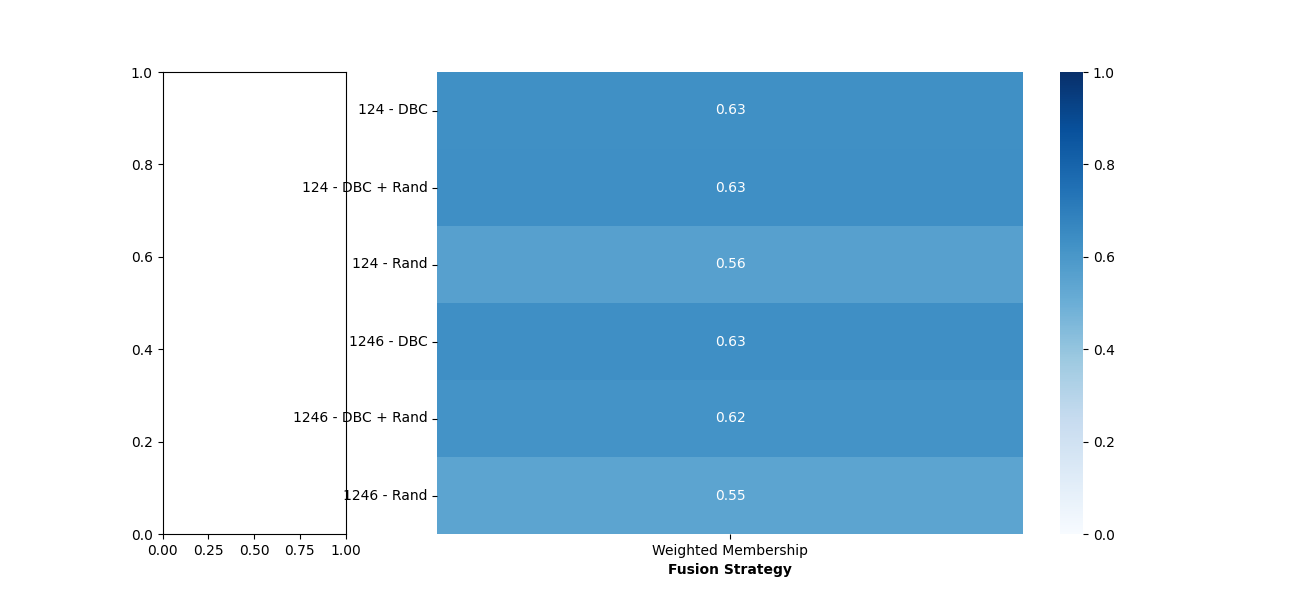 1.0
0.8
0.6
0.4
0.2
0.0
0.00 0.25 0.50 0.75 1.00
124 - DBC
124 - DBC + Rand
124 - Rand
1246 - DBC
1246 - DBC + Rand
1246 - Rand
0.63
0.63
0.56
0.63
0.62
0.55
Weighted Membership
Fusion Strategy
1.0
0.8
0.6
0.4
0.2
0.0